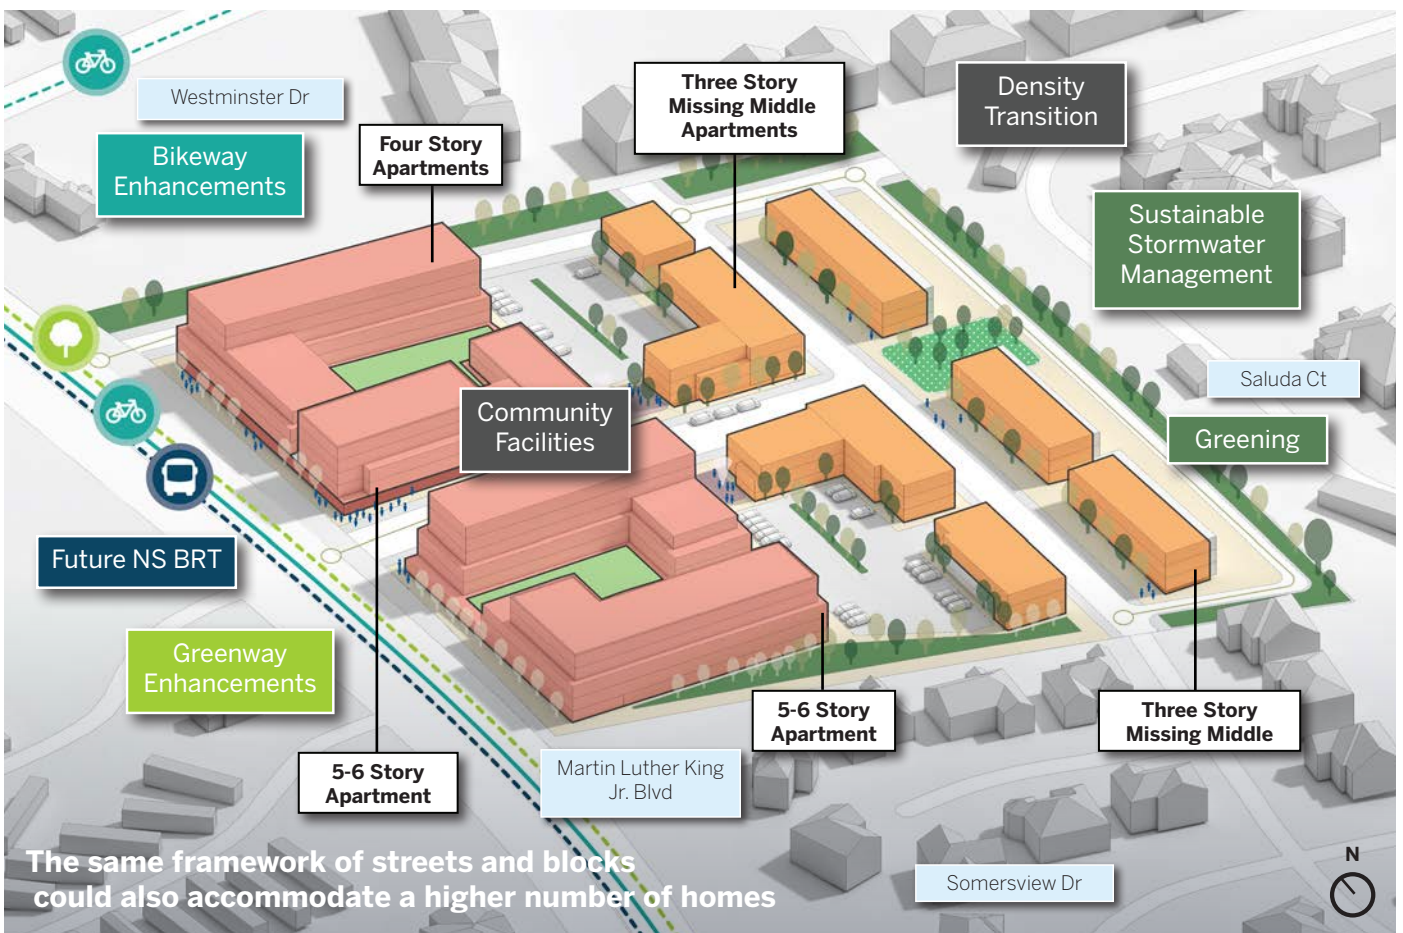 Westminster Dr
Bikeway
Enhancements
Four Story
Apartments
Three Story
Missing Middle
Apartments
Density
Transition
Sustainable
Stormwater
Management
Saluda Ct
Greening
Community
Facilities
Future NS BRT
Greenway
Enhancements
5-6 Story
Apartment
Martin Luther King
Jr. Blvd
5-6 Story
Apartment
Three Story
Missing Middle
The same framework of streets and blocks
could also accommodate a higher number of homes
Somersview Dr
N